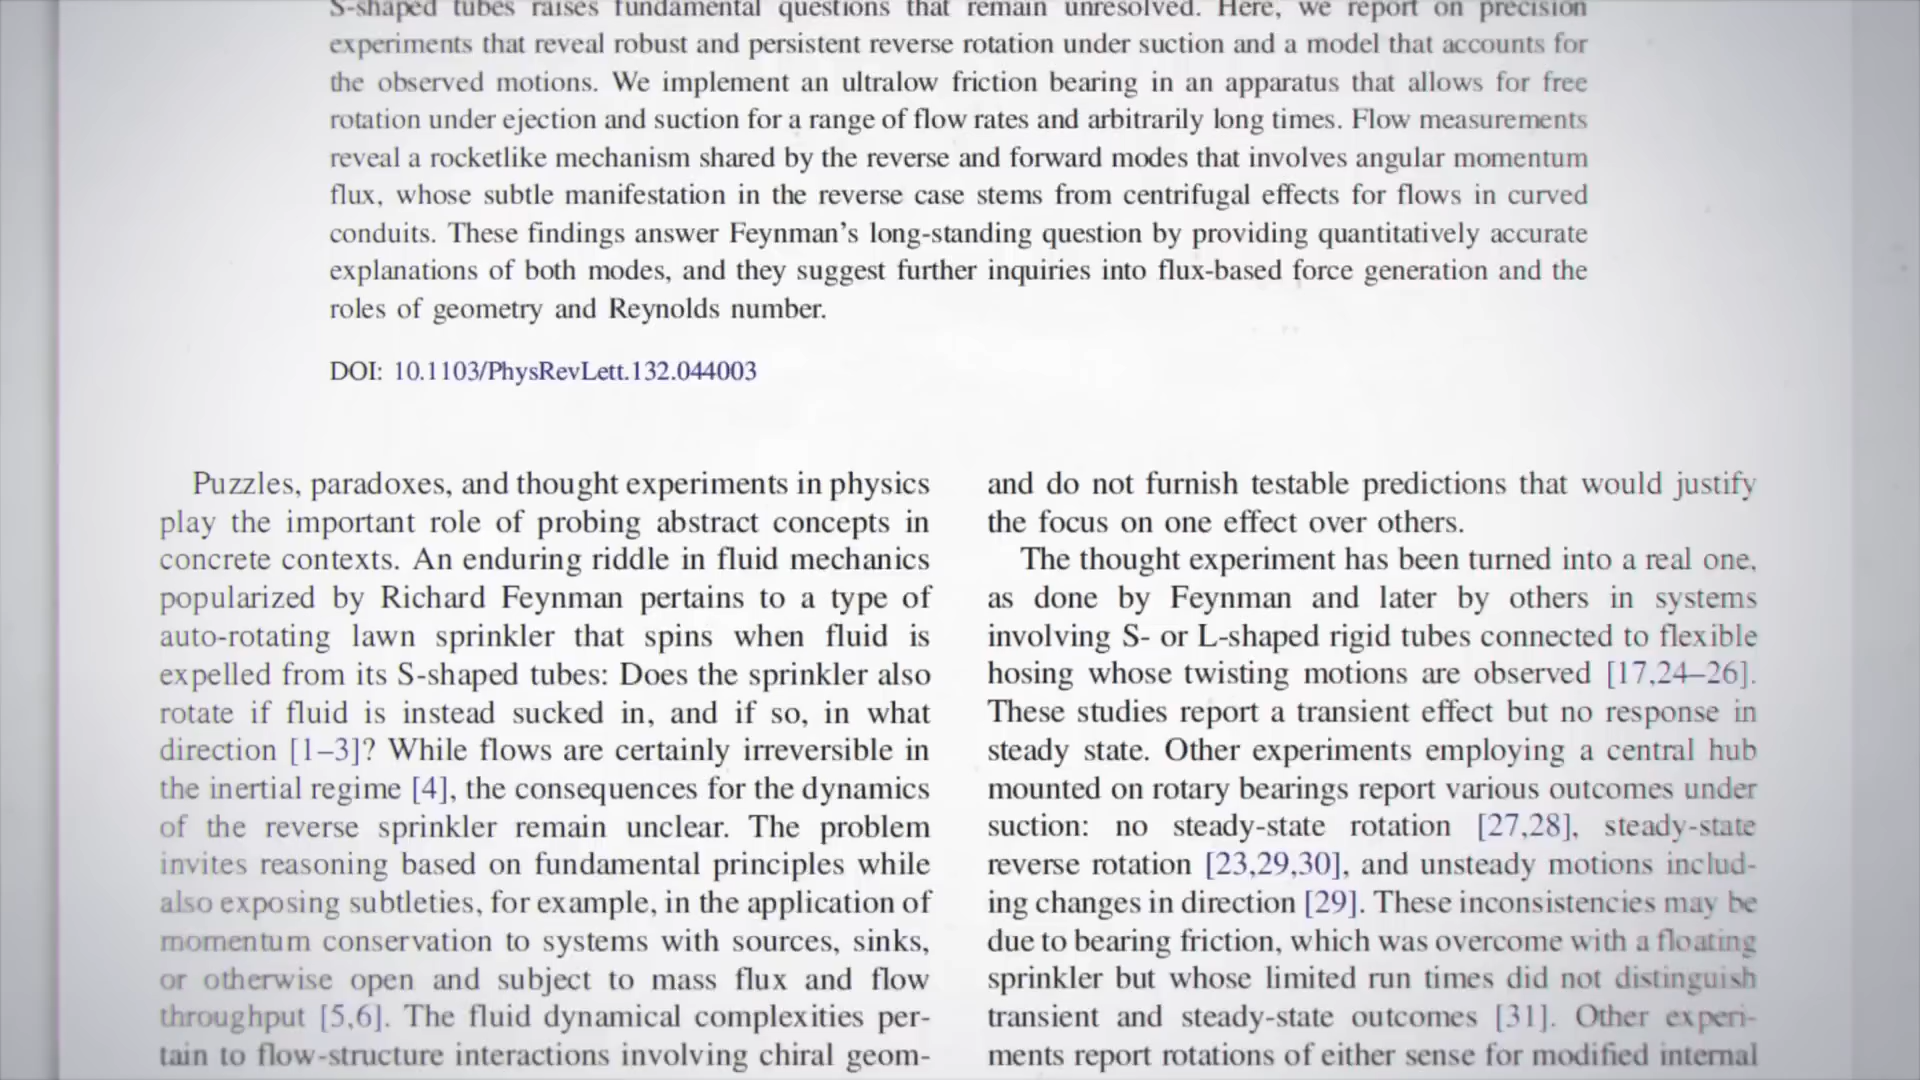 S-shaped tubes raises fundamental questions that remain unresolved. Here, we report on precision
experiments that reveal robust and persistent reverse rotation under suction and a model that accounts for
the observed motions. We implement an ultralow friction bearing in an apparatus that allows for free
rotation under ejection and suction for a range of flow rates and arbitrarily long times. Flow measurements
reveal a rocketlike mechanism shared by the reverse and forward modes that involves angular momentum
flux, whose subtle manifestation in the reverse case stems from centrifugal effects for flows in curved
conduits. These findings answer Feynman's long-standing question by providing quantitatively accurate
explanations of both modes, and they suggest further inquiries into flux-based force generation and the
roles of geometry and Reynolds number.
DOI: 10.1103/PhysRevLett.132.044003
Puzzles, paradoxes, and thought experiments in physics
play the important role of probing abstract concepts in
concrete contexts. An enduring riddle in fluid mechanics
popularized by Richard Feynman pertains to a type of
auto-rotating lawn sprinkler that spins when fluid is
expelled from its S-shaped tubes: Does the sprinkler also
rotate if fluid is instead sucked in, and if so, in what
direction [1–3]? While flows are certainly irreversible in
the inertial regime [4], the consequences for the dynamics
of the reverse sprinkler remain unclear. The problem
invites reasoning based on fundamental principles while
also exposing subtleties, for example, in the application of
momentum conservation to systems with sources, sinks,
or otherwise open and subject to mass flux and flow
throughput [5,6]. The fluid dynamical complexities per-
tain to flow-structure interactions involving chiral geom-
and do not furnish testable predictions that would justify
the focus on one effect over others.
The thought experiment has been turned into a real one,
as done by Feynman and later by others in systems
involving S- or L-shaped rigid tubes connected to flexible
hosing whose twisting motions are observed [17,24–26].
These studies report a transient effect but no response in
steady state. Other experiments employing a central hub
mounted on rotary bearings report various outcomes under
suction: no steady-state rotation [27,28], steady-state
reverse rotation [23,29,30], and unsteady motions includ-
ing changes in direction [29]. These inconsistencies may be
due to bearing friction, which was overcome with a floating
sprinkler but whose limited run times did not distinguish
transient and steady-state outcomes [31]. Other experi-
ments report rotations of either sense for modified internal